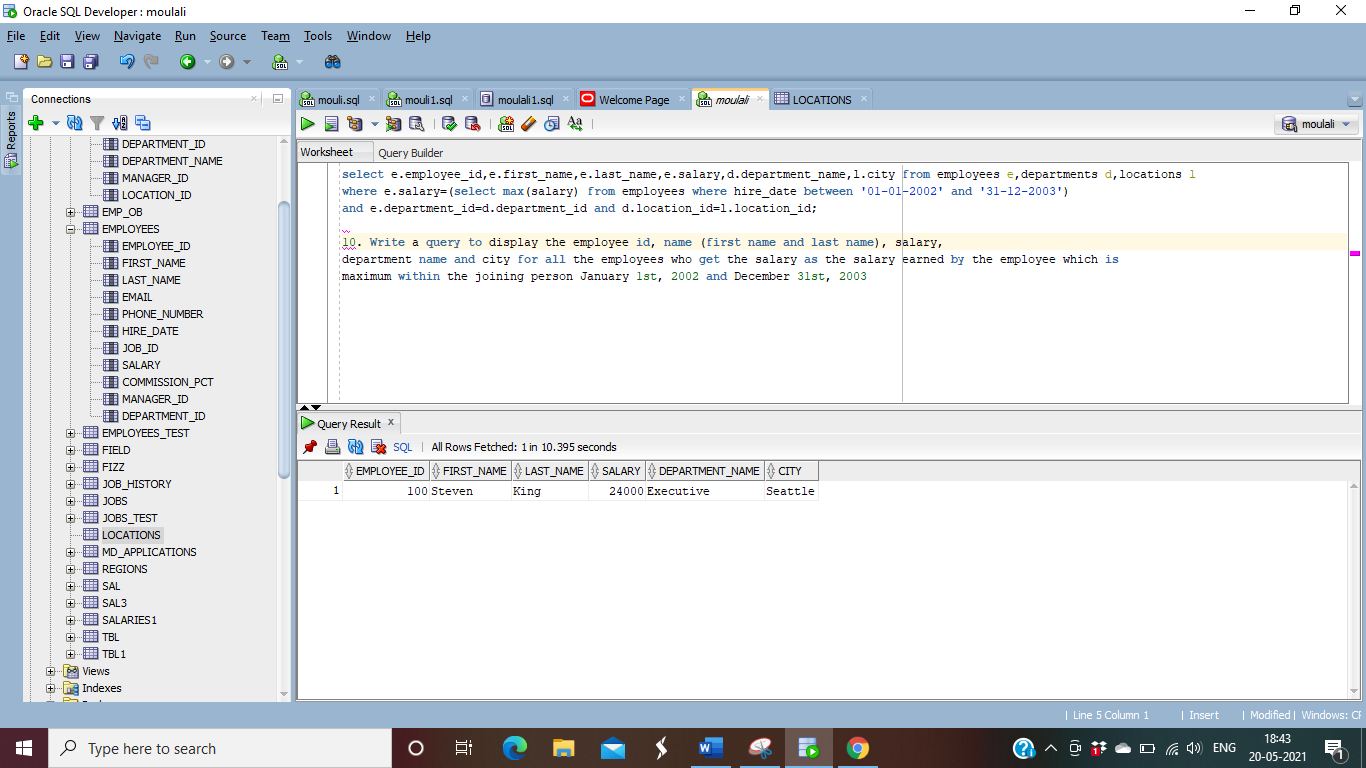 Oracle SQL Developer : moulali
File Edit View Navigate Run Source Team Tools Window Help
Connections
Reports
DEPARTMENT_ID
DEPARTMENT_NAME
MANAGER_ID
LOCATION_ID
EMP_OB
EMPLOYEES
EMPLOYEE_ID
FIRST_NAME
LAST_NAME
EMAIL
PHONE_NUMBER
HIRE_DATE
JOB_ID
SALARY
COMMISSION_PCT
MANAGER_ID
DEPARTMENT_ID
EMPLOYEES_TEST
FIELD
FIZZ
JOB_HISTORY
JOBS
JOBS_TEST
LOCATIONS
MD_APPLICATIONS
REGIONS
SAL
SAL3
SALARIES1
TBL
TBL1
Views
Indexes
mouli.sql mouli1.sql moulali1.sql Welcome Page moulali LOCATIONS
moulali
Worksheet Query Builder
select e.employee_id,e.first_name,e.last_name,e.salary,d.department_name,l.city from employees e,departments d,locations l
where e.salary=(select max(salary) from employees where hire_date between '01-01-2002' and '31-12-2003')
and e.department_id=d.department_id and d.location_id=l.location_id;
10. Write a query to display the employee id, name (first name and last name), salary,
department name and city for all the employees who get the salary as the salary earned by the employee which is
maximum within the joining person January 1st, 2002 and December 31st, 2003
Query Result
SQL | All Rows Fetched: 1 in 10.395 seconds
EMPLOYEE_ID FIRST_NAME LAST_NAME SALARY DEPARTMENT_NAME CITY
1 100 Steven King 24000 Executive Seattle
| Line 5 Column 1 | Insert | Modified | Windows: CF
Type here to search
ENG
18:43
20-05-2021
1